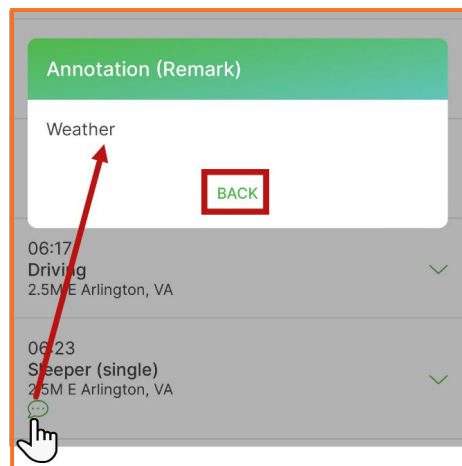 Annotation (Remark)
Weather
BACK
06:17
Driving
2.5M E Arlington, VA
06:23
Sleeper (single)
2.5M E Arlington, VA